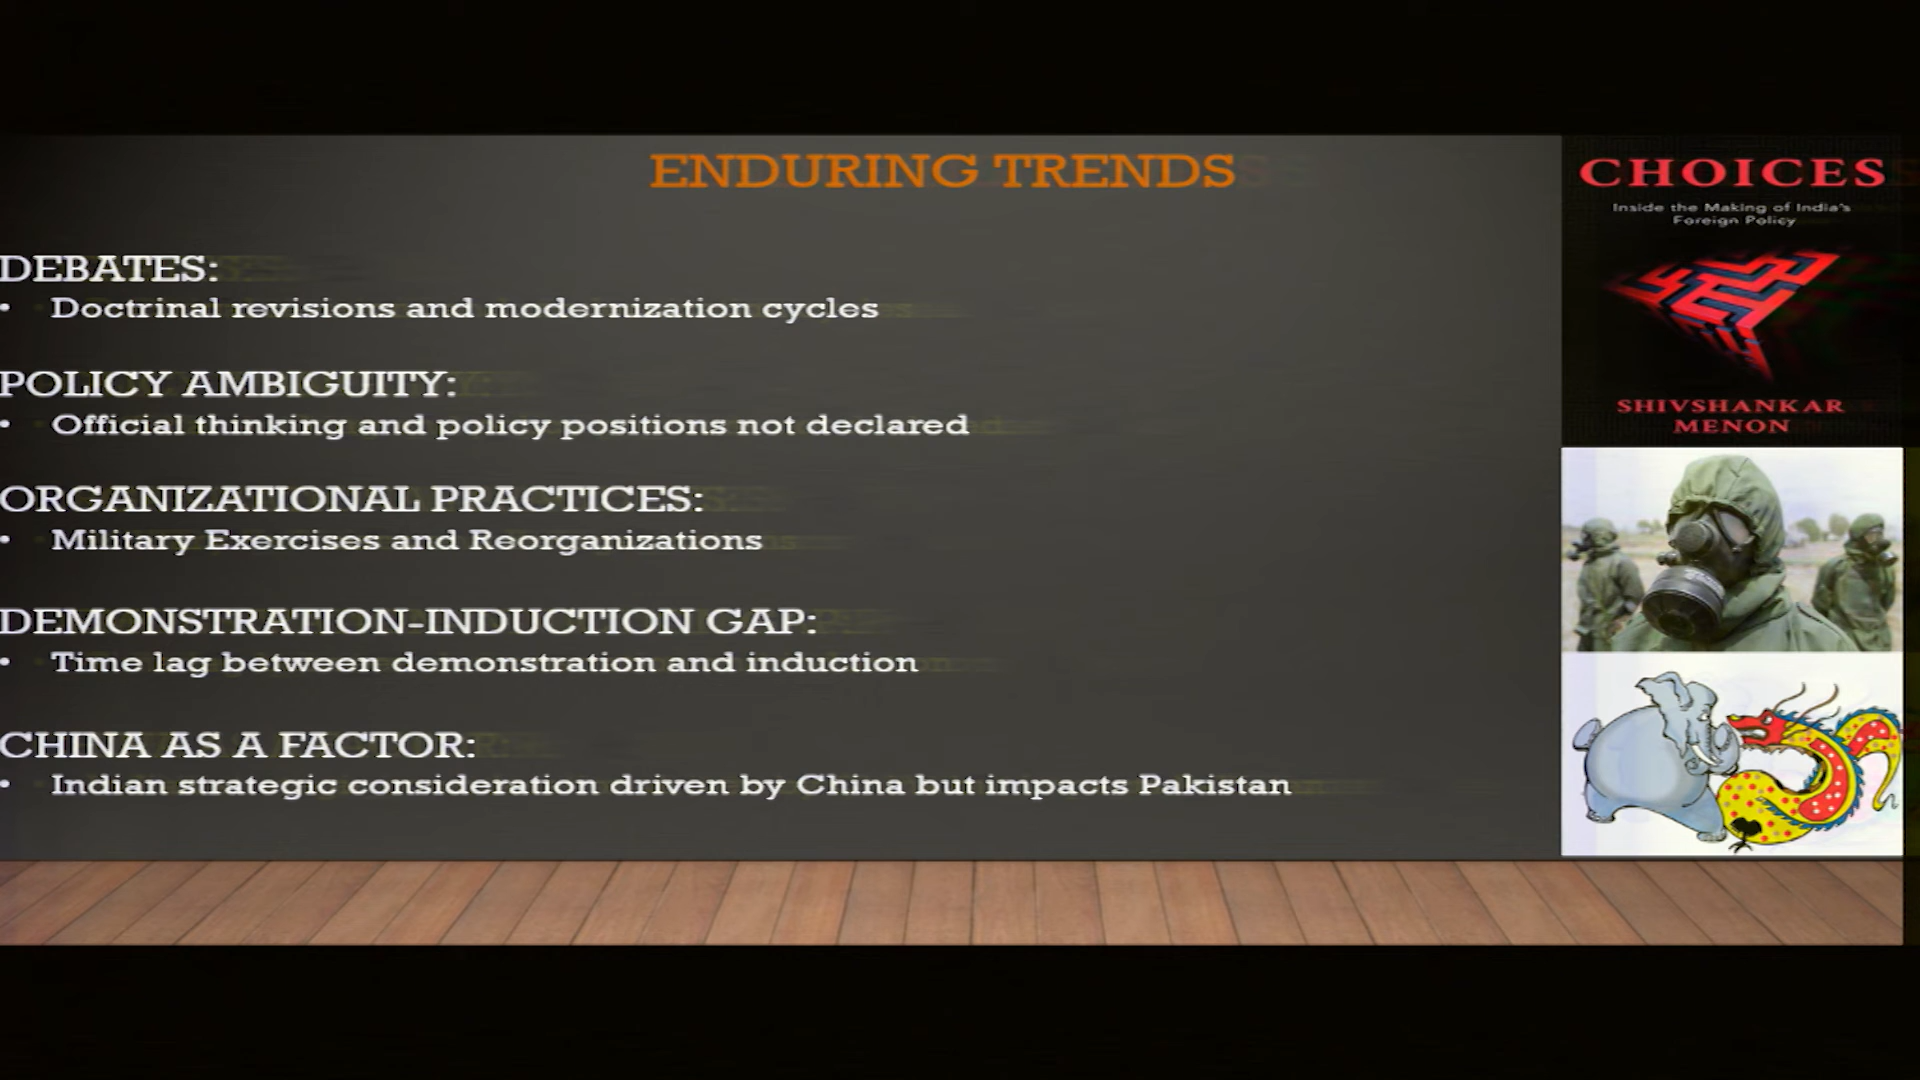 ENDURING TRENDS
DEBATES:
• Doctrinal revisions and modernization cycles
POLICY AMBIGUITY:
• Official thinking and policy positions not declared
ORGANIZATIONAL PRACTICES:
• Military Exercises and Reorganizations
DEMONSTRATION-INDUCTION GAP:
• Time lag between demonstration and induction
CHINA AS A FACTOR:
• Indian strategic consideration driven by China but impacts Pakistan
CHOICES
Inside the Making of India's
Foreign Policy
SHIVSHANKAR
MENON